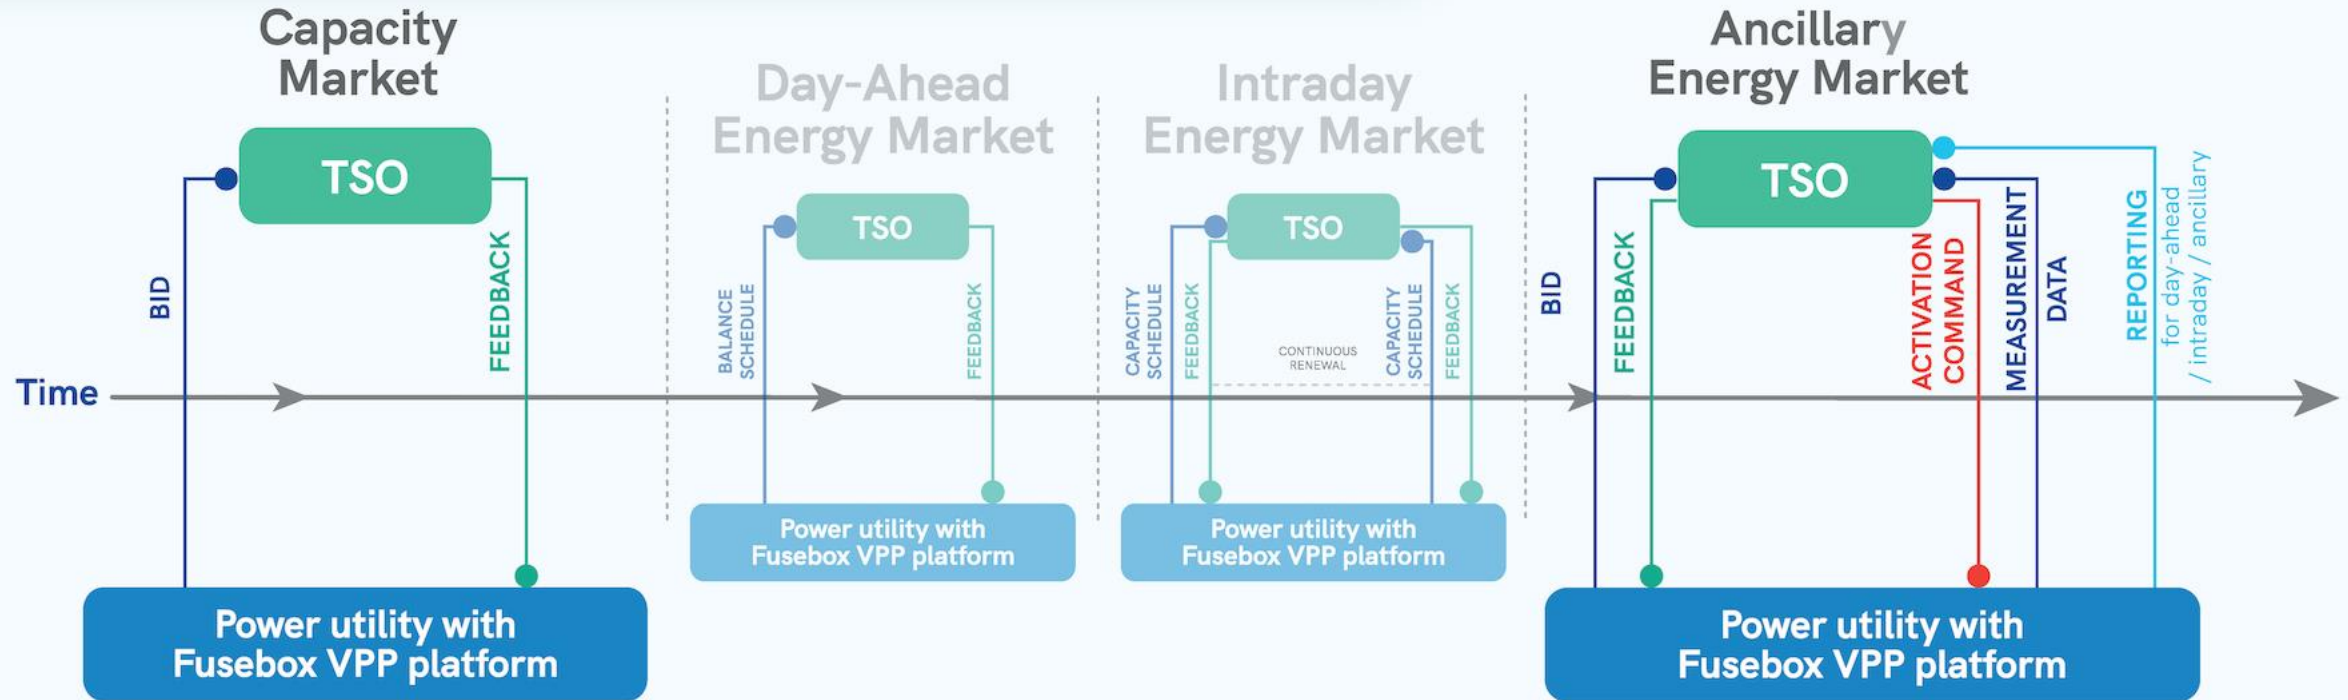 Capacity
Market
TSO
BID
FEEDBACK
Power utility with
Fusebox VPP platform
Day-Ahead
Energy Market
TSO
BALANCE
SCHEDULE
FEEDBACK
Power utility with
Fusebox VPP platform
Intraday
Energy Market
TSO
CAPACITY
SCHEDULE
FEEDBACK
CONTINUOUS
RENEWAL
CAPACITY
SCHEDULE
FEEDBACK
Power utility with
Fusebox VPP platform
Ancillary
Energy Market
TSO
BID
FEEDBACK
ACTIVATION
COMMAND
MEASUREMENT
DATA
REPORTING
for day-ahead
/ intraday / ancillary
Power utility with
Fusebox VPP platform
Time